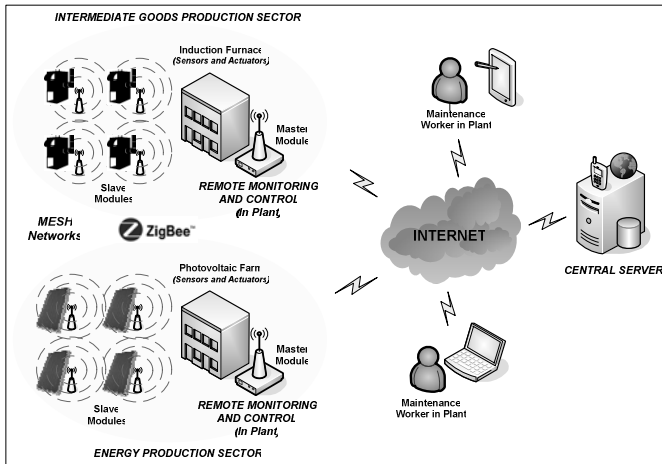 INTERMEDIATE GOODS PRODUCTION SECTOR
Induction Furnace
(Sensors and Actuators)
Master
Module
Slave
Modules
REMOTE MONITORING
AND CONTROL
(In Plant)
MESH
Networks
ZigBee™
Photovoltaic Farm
(Sensors and Actuators)
Master
Module
Slave
Modules
REMOTE MONITORING
AND CONTROL
(In Plant)
ENERGY PRODUCTION SECTOR
Maintenance
Worker in Plant
INTERNET
CENTRAL SERVER
Maintenance
Worker in Plant